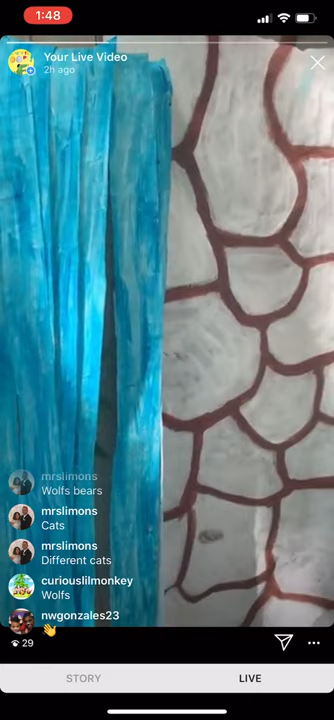 1:48
Your Live Video
2h ago
mrslimons
Wolfs bears
mrslimons
Cats
mrslimons
Different cats
curiouslilmonkey
Wolfs
nwgonzales23
👋
29
STORY
LIVE